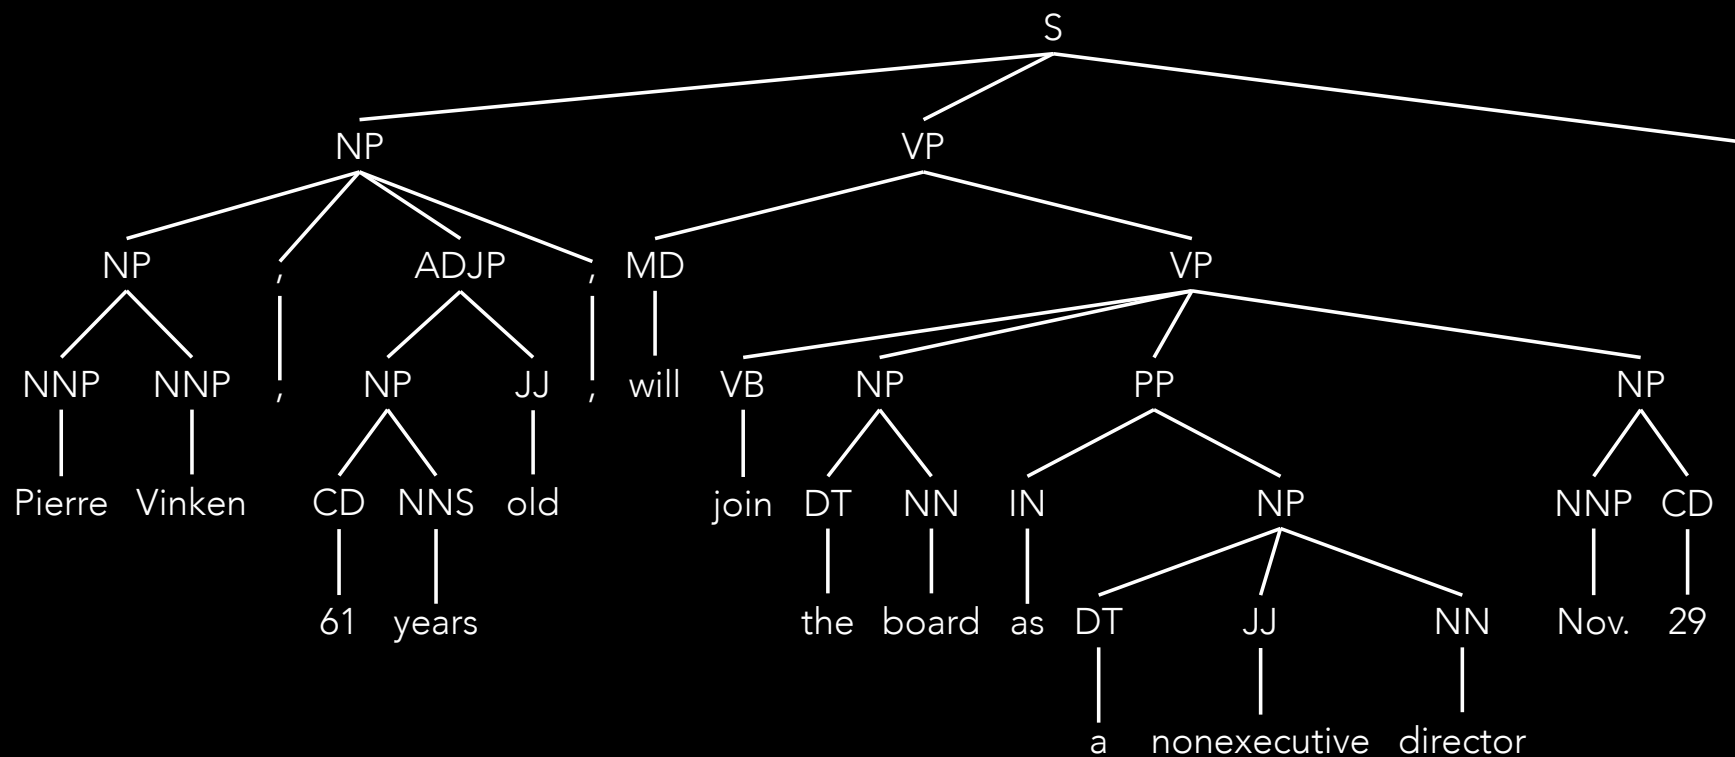 S
NP VP
NP , ADJP , MD VP
NNP NNP , NP JJ , will VB NP PP NP
Pierre Vinken CD NNS old join DT NN IN NP NNP CD
61 years the board as DT JJ NN Nov. 29
a nonexecutive director